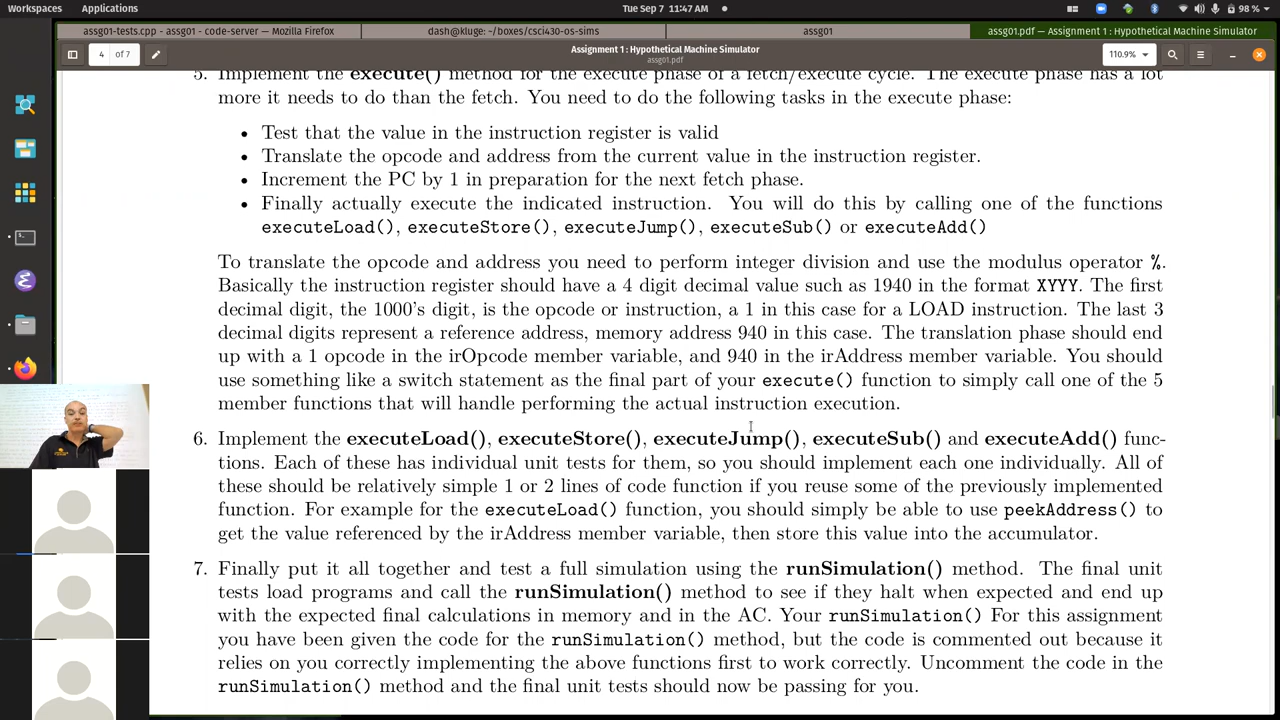 Workspaces Applications Tue Sep 7 11:47 AM 98 %
assg01-tests.cpp - assg01 - code-server — Mozilla Firefox dash@kluge: ~/boxes/csci430-os-sims assg01 assg01.pdf — Assignment 1 : Hypothetical Machine Simulator
4 of 7 Assignment 1 : Hypothetical Machine Simulator 110.9%
assg01.pdf
5. Implement the execute() method for the execute phase of a fetch/execute cycle. The execute phase has a lot
more it needs to do than the fetch. You need to do the following tasks in the execute phase:
• Test that the value in the instruction register is valid
• Translate the opcode and address from the current value in the instruction register.
• Increment the PC by 1 in preparation for the next fetch phase.
• Finally actually execute the indicated instruction. You will do this by calling one of the functions
executeLoad(), executeStore(), executeJump(), executeSub() or executeAdd()
To translate the opcode and address you need to perform integer division and use the modulus operator %.
Basically the instruction register should have a 4 digit decimal value such as 1940 in the format XYYY. The first
decimal digit, the 1000's digit, is the opcode or instruction, a 1 in this case for a LOAD instruction. The last 3
decimal digits represent a reference address, memory address 940 in this case. The translation phase should end
up with a 1 opcode in the irOpcode member variable, and 940 in the irAddress member variable. You should
use something like a switch statement as the final part of your execute() function to simply call one of the 5
member functions that will handle performing the actual instruction execution.
6. Implement the executeLoad(), executeStore(), executeJump(), executeSub() and executeAdd() func-
tions. Each of these has individual unit tests for them, so you should implement each one individually. All of
these should be relatively simple 1 or 2 lines of code function if you reuse some of the previously implemented
function. For example for the executeLoad() function, you should simply be able to use peekAddress() to
get the value referenced by the irAddress member variable, then store this value into the accumulator.
7. Finally put it all together and test a full simulation using the runSimulation() method. The final unit
tests load programs and call the runSimulation() method to see if they halt when expected and end up
with the expected final calculations in memory and in the AC. Your runSimulation() For this assignment
you have been given the code for the runSimulation() method, but the code is commented out because it
relies on you correctly implementing the above functions first to work correctly. Uncomment the code in the
runSimulation() method and the final unit tests should now be passing for you.